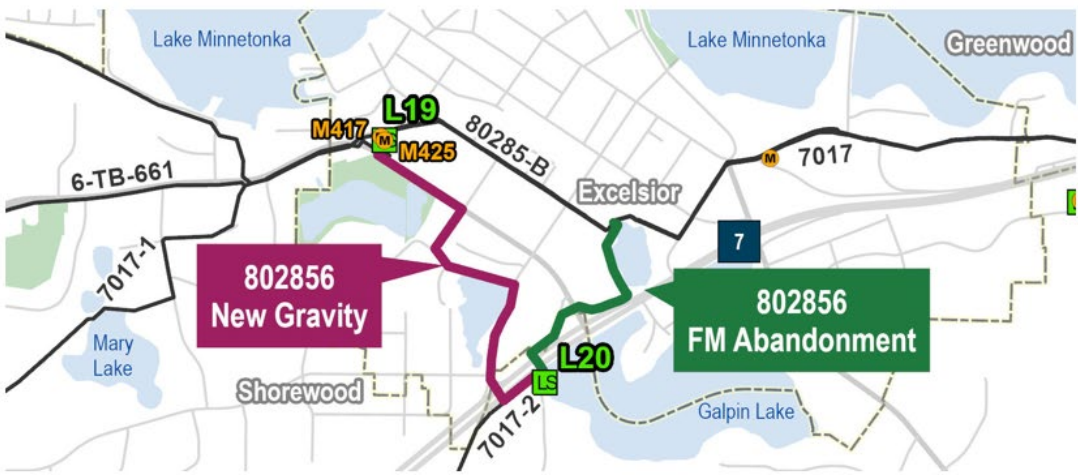 Lake Minnetonka
Lake Minnetonka
Greenwood
L19
M417
M
M425
80285-B
M
7017
6-TB-661
Excelsior
7
7017-1
802856
New Gravity
802856
FM Abandonment
Mary
Lake
L20
LS
Shorewood
7017-2
Galpin Lake